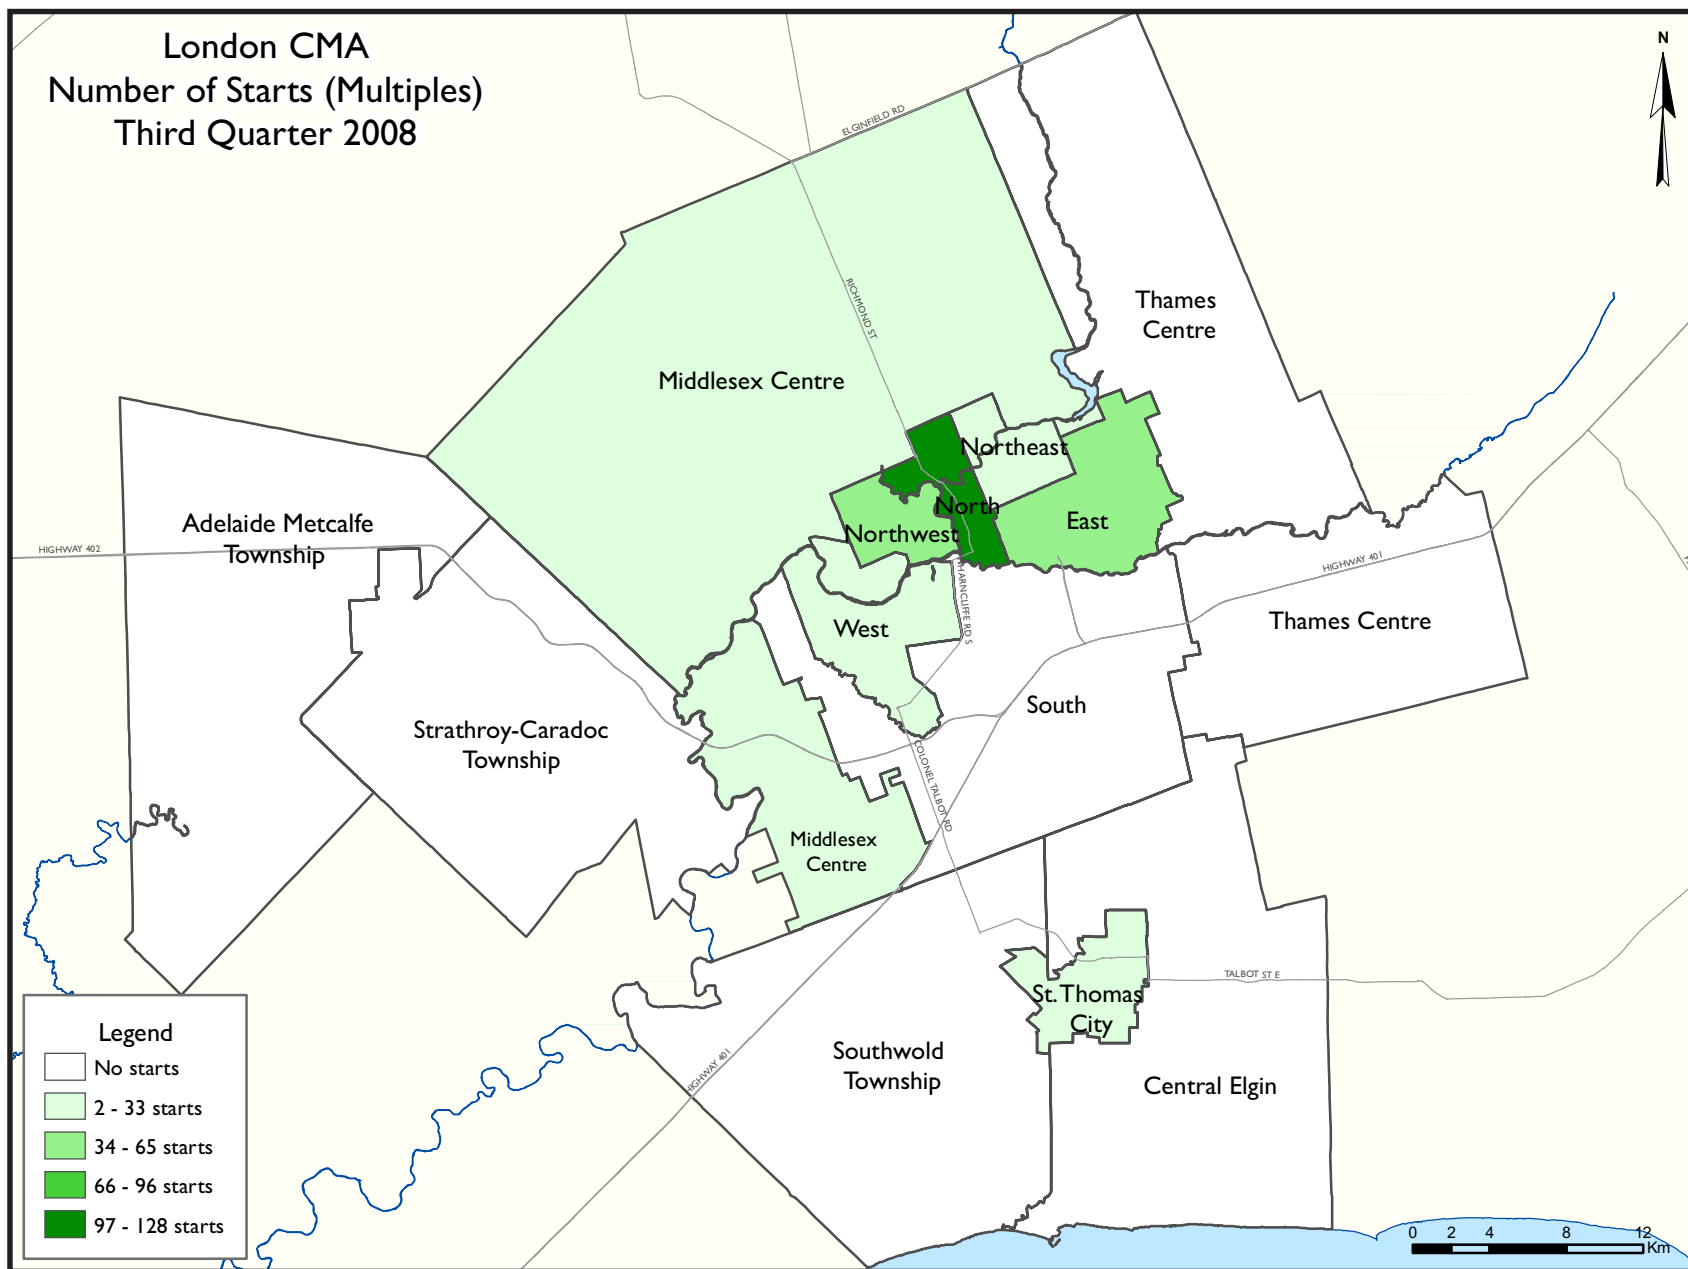 London CMA
Number of Starts (Multiples)
Third Quarter 2008
N
ELGINFIELD RD
RICHMOND ST
Thames
Centre
Middlesex Centre
Northeast
North
East
Northwest
Adelaide Metcalfe
Township
HIGHWAY 402
HIGHWAY 401
WHARNCLIFFE RD S
Thames Centre
West
South
Strathroy-Caradoc
Township
COLONEL TALBOT RD
Middlesex
Centre
TALBOT ST E
St. Thomas
City
Southwold
Township
HIGHWAY 401
Central Elgin
Legend
No starts
2 - 33 starts
34 - 65 starts
66 - 96 starts
97 - 128 starts
0 2 4 8 12
Km